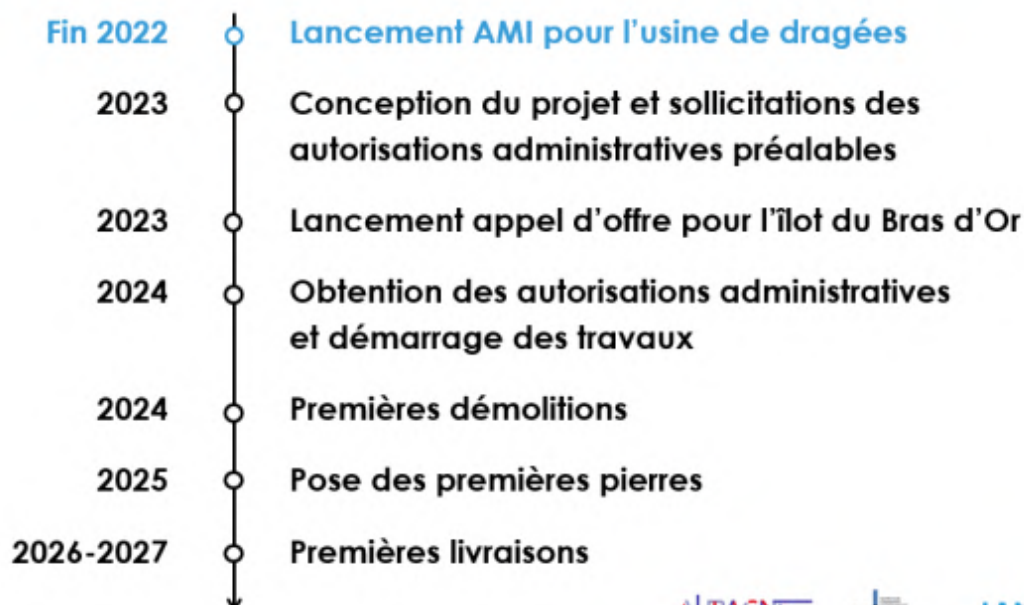 Fin 2022 Lancement AMI pour l'usine de dragées
2023 Conception du projet et sollicitations des
autorisations administratives préalables
2023 Lancement appel d'offre pour l'îlot du Bras d'Or
2024 Obtention des autorisations administratives
et démarrage des travaux
2024 Premières démolitions
2025 Pose des premières pierres
2026-2027 Premières livraisons